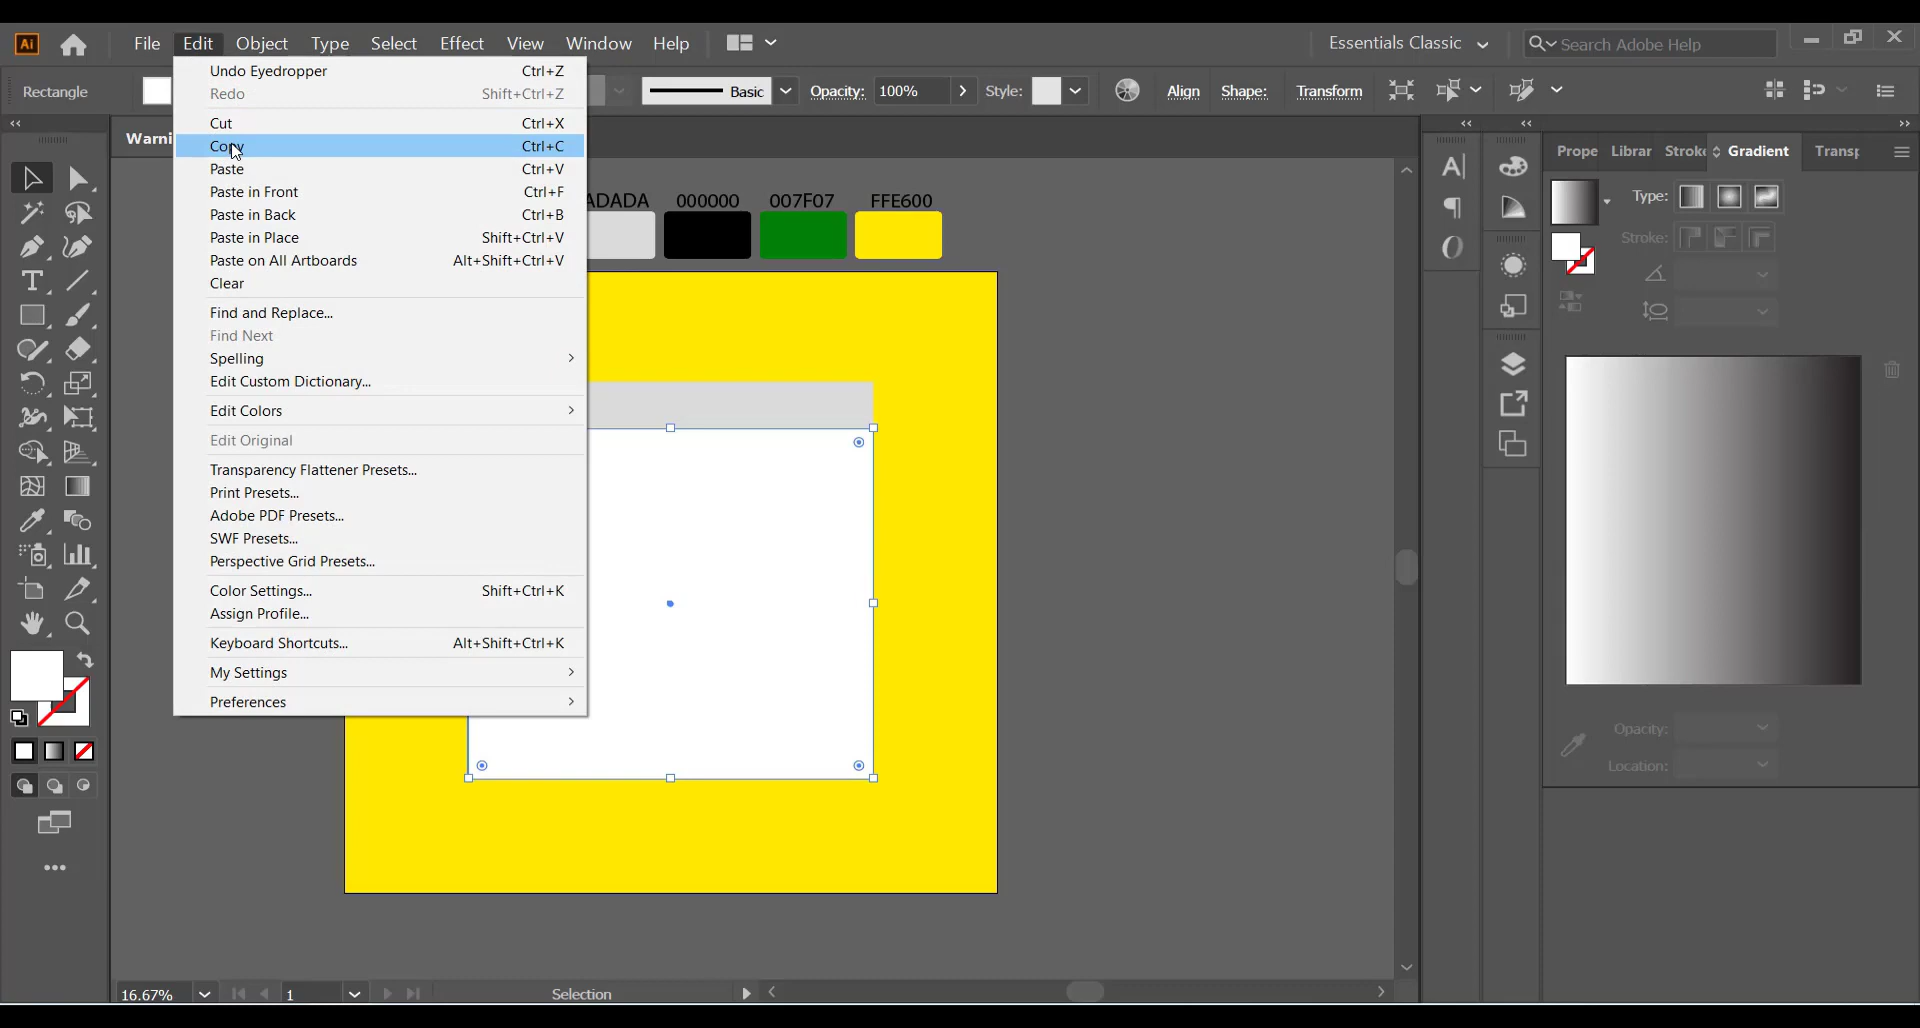 Ai File Edit Object Type Select Effect View Window Help Essentials Classic Search Adobe Help
Rectangle Basic Opacity: 100% Style: Align Shape: Transform
Undo Eyedropper Ctrl+Z
Redo Shift+Ctrl+Z
Cut Ctrl+X
Copy Ctrl+C
Paste Ctrl+V
Paste in Front Ctrl+F
Paste in Back Ctrl+B
Paste in Place Shift+Ctrl+V
Paste on All Artboards Alt+Shift+Ctrl+V
Clear
Find and Replace...
Find Next
Spelling
Edit Custom Dictionary...
Edit Colors
Edit Original
Transparency Flattener Presets...
Print Presets...
Adobe PDF Presets...
SWF Presets...
Perspective Grid Presets...
Color Settings... Shift+Ctrl+K
Assign Profile...
Keyboard Shortcuts... Alt+Shift+Ctrl+K
My Settings
Preferences
Warni
ADADA 000000 007F07 FFE600
Prope Librar Stroke Gradient Transp
Type:
Stroke:
Opacity:
Location:
16.67% 1 Selection